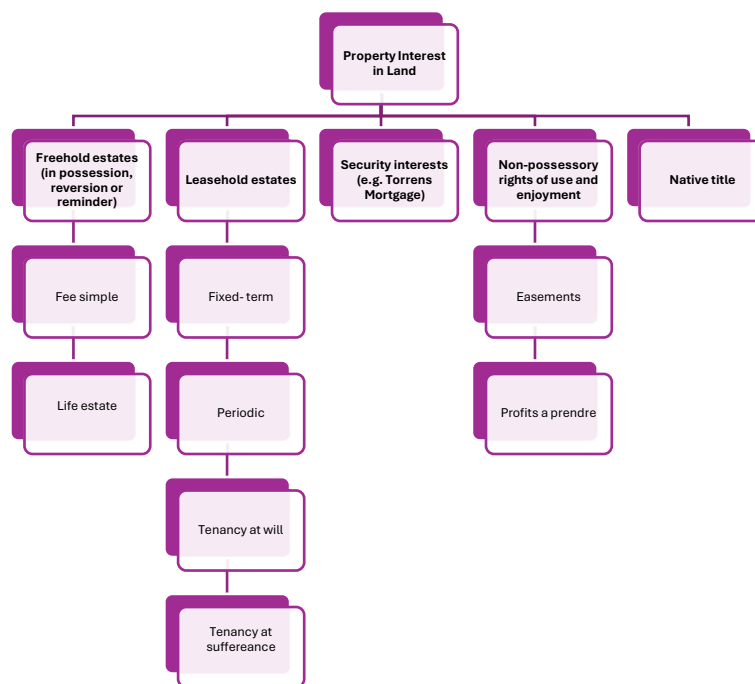 Property Interest
in Land
Freehold estates
(in possession,
reversion or
reminder)
Leasehold estates
Security interests
(e.g. Torrens
Mortgage)
Non-possessory
rights of use and
enjoyment
Native title
Fee simple
Fixed- term
Easements
Life estate
Periodic
Profits a prendre
Tenancy at will
Tenancy at
suffereance